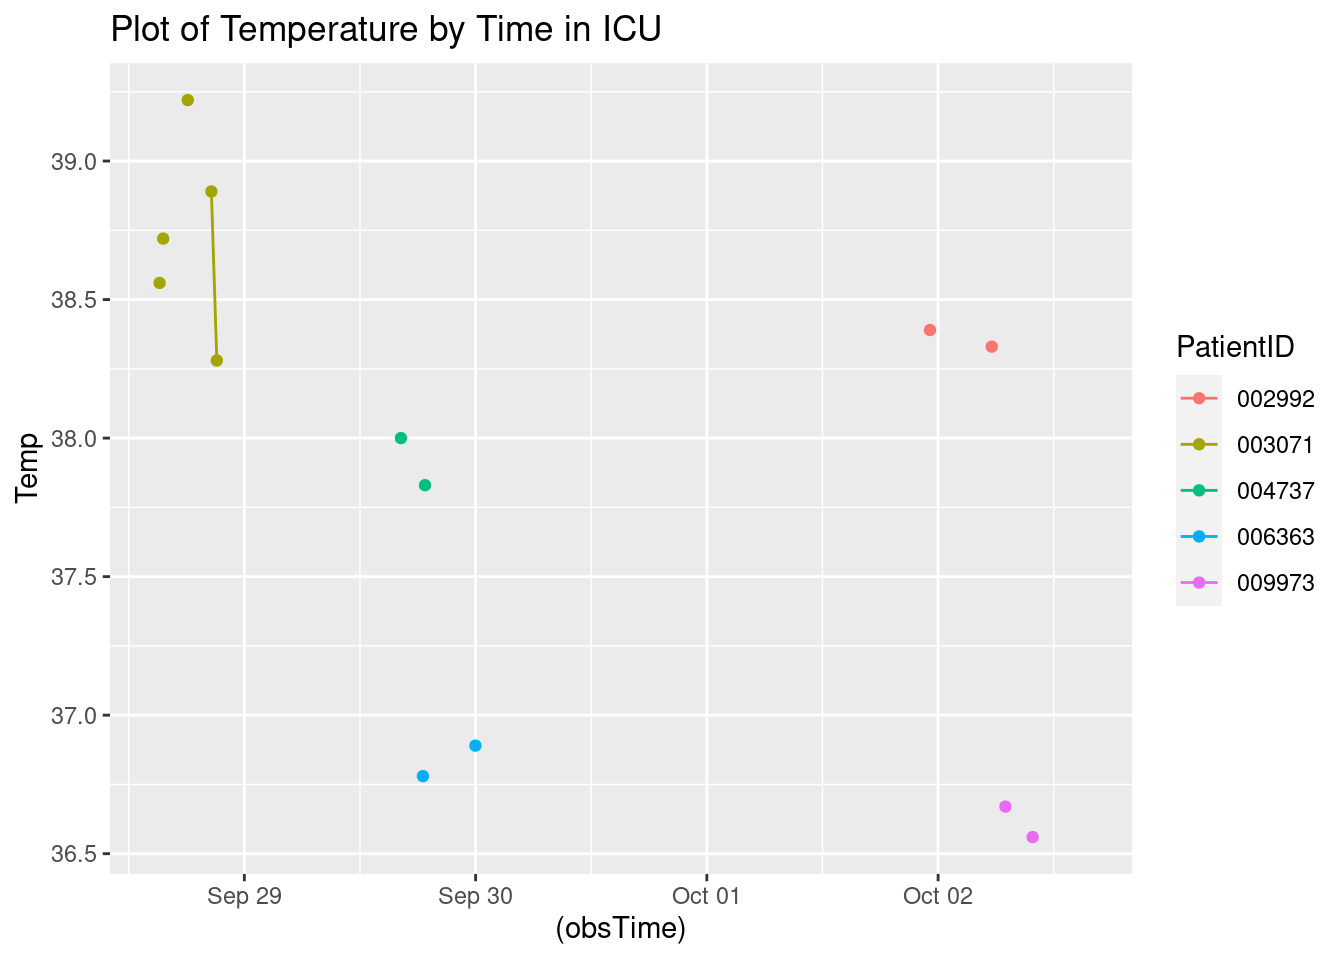 Plot of Temperature by Time in ICU
39.0
38.5
38.0
37.5
37.0
36.5
Temp
Sep 29
Sep 30
Oct 01
Oct 02
(obsTime)
PatientID
002992
003071
004737
006363
009973